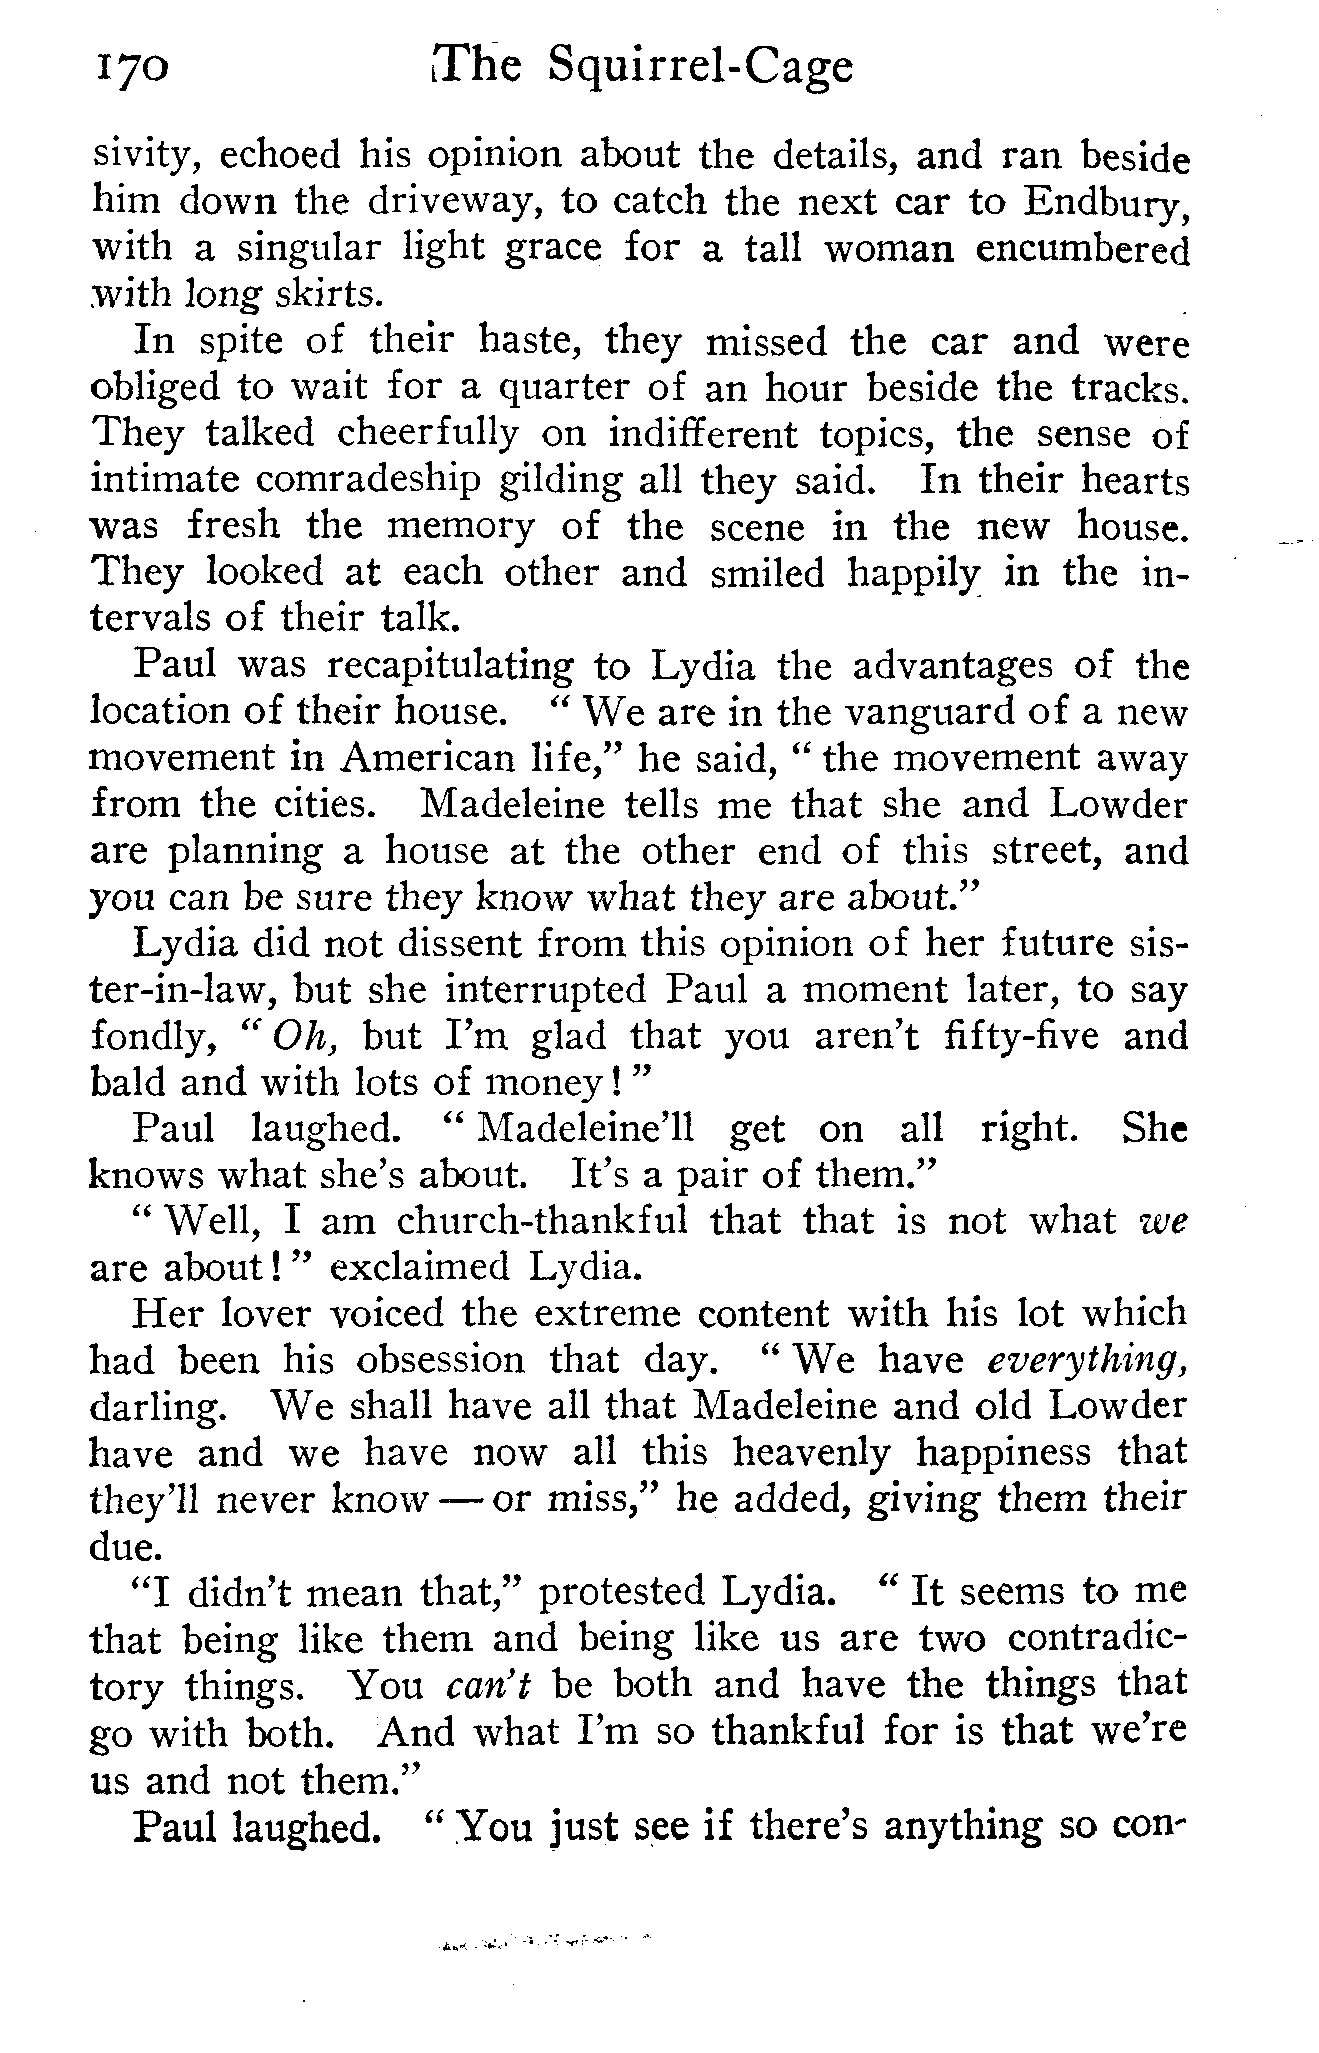 170 The Squirrel-Cage
sivity, echoed his opinion about the details, and ran beside
him down the driveway, to catch the next car to Endbury,
with a singular light grace for a tall woman encumbered
with long skirts.
In spite of their haste, they missed the car and were
obliged to wait for a quarter of an hour beside the tracks.
They talked cheerfully on indifferent topics, the sense of
intimate comradeship gilding all they said. In their hearts
was fresh the memory of the scene in the new house.
They looked at each other and smiled happily in the in-
tervals of their talk.
Paul was recapitulating to Lydia the advantages of the
location of their house. “ We are in the vanguard of a new
movement in American life,” he said, “ the movement away
from the cities. Madeleine tells me that she and Lowder
are planning a house at the other end of this street, and
you can be sure they know what they are about.”
Lydia did not dissent from this opinion of her future sis-
ter-in-law, but she interrupted Paul a moment later, to say
fondly, “ Oh, but I’m glad that you aren’t fifty-five and
bald and with lots of money! ”
Paul laughed. “ Madeleine’ll get on all right. She
knows what she’s about. It’s a pair of them.”
“ Well, I am church-thankful that that is not what we
are about! ” exclaimed Lydia.
Her lover voiced the extreme content with his lot which
had been his obsession that day. “ We have everything,
darling. We shall have all that Madeleine and old Lowder
have and we have now all this heavenly happiness that
they’ll never know — or miss,” he added, giving them their
due.
“I didn’t mean that,” protested Lydia. “ It seems to me
that being like them and being like us are two contradic-
tory things. You can’t be both and have the things that
go with both. And what I’m so thankful for is that we’re
us and not them.”
Paul laughed. “ You just see if there’s anything so con-